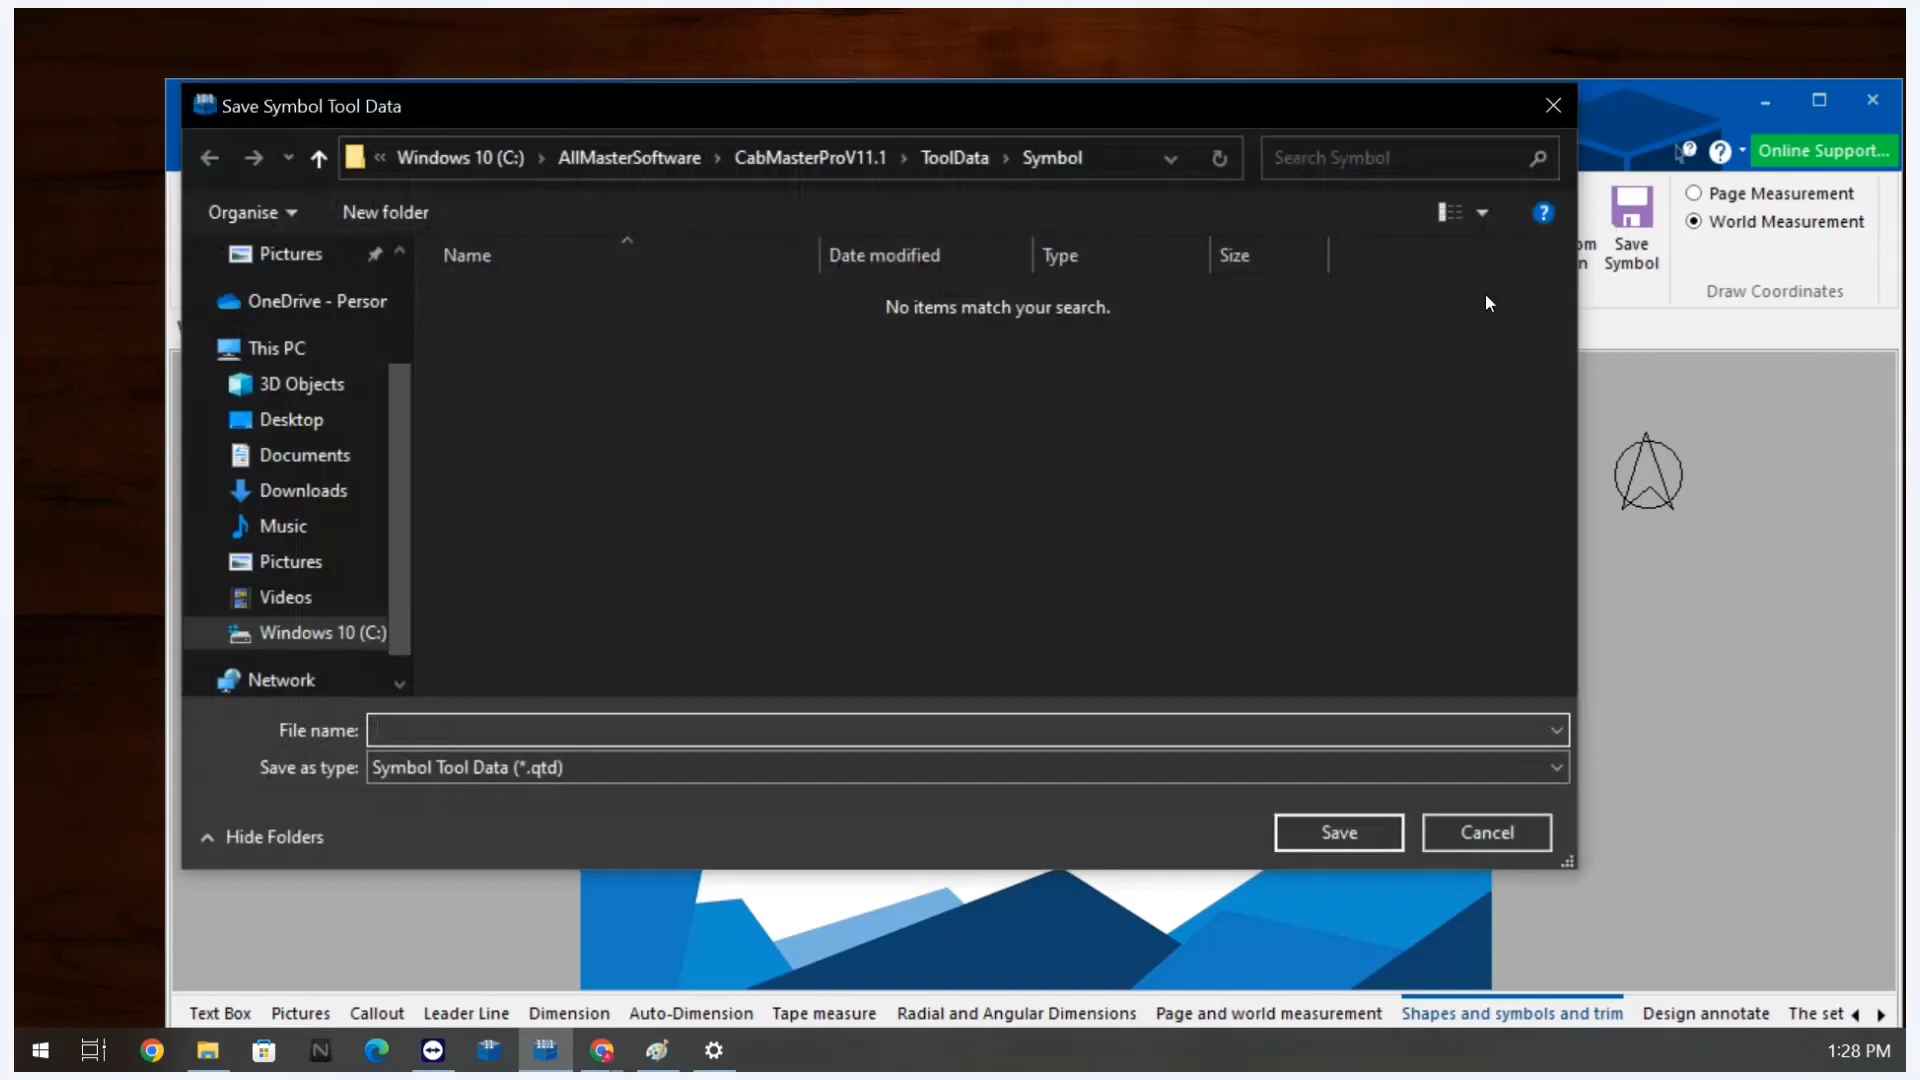 Save Symbol Tool Data
« Windows 10 (C:) › AllMasterSoftware › CabMasterProV11.1 › ToolData › Symbol
Search Symbol
Online Support...
Organise
New folder
Page Measurement
World Measurement
Save
Symbol
Draw Coordinates
Pictures
Name
Date modified
Type
Size
No items match your search.
OneDrive - Person
This PC
3D Objects
Desktop
Documents
Downloads
Music
Pictures
Videos
Windows 10 (C:)
Network
File name:
Save as type: Symbol Tool Data (*.qtd)
Hide Folders
Save
Cancel
Text Box Pictures Callout Leader Line Dimension Auto-Dimension Tape measure Radial and Angular Dimensions Page and world measurement Shapes and symbols and trim Design annotate The set
1:28 PM